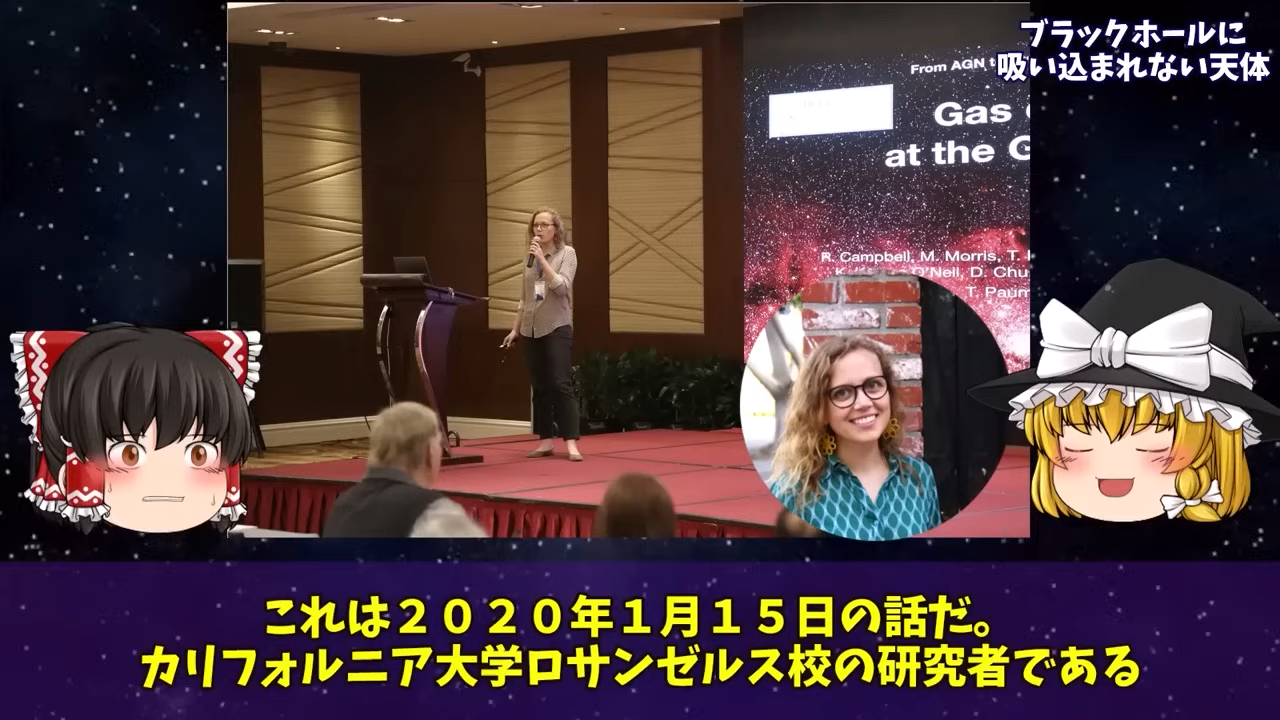 ブラックホールに
吸い込まれない天体
From AGN
Gas
at the
R. Campbell, M. Morris, T.
O'Neil, D. Chu
T. Paum
これは２０２０年１月１５日の話だ。
カリフォルニア大学ロサンゼルス校の研究者である